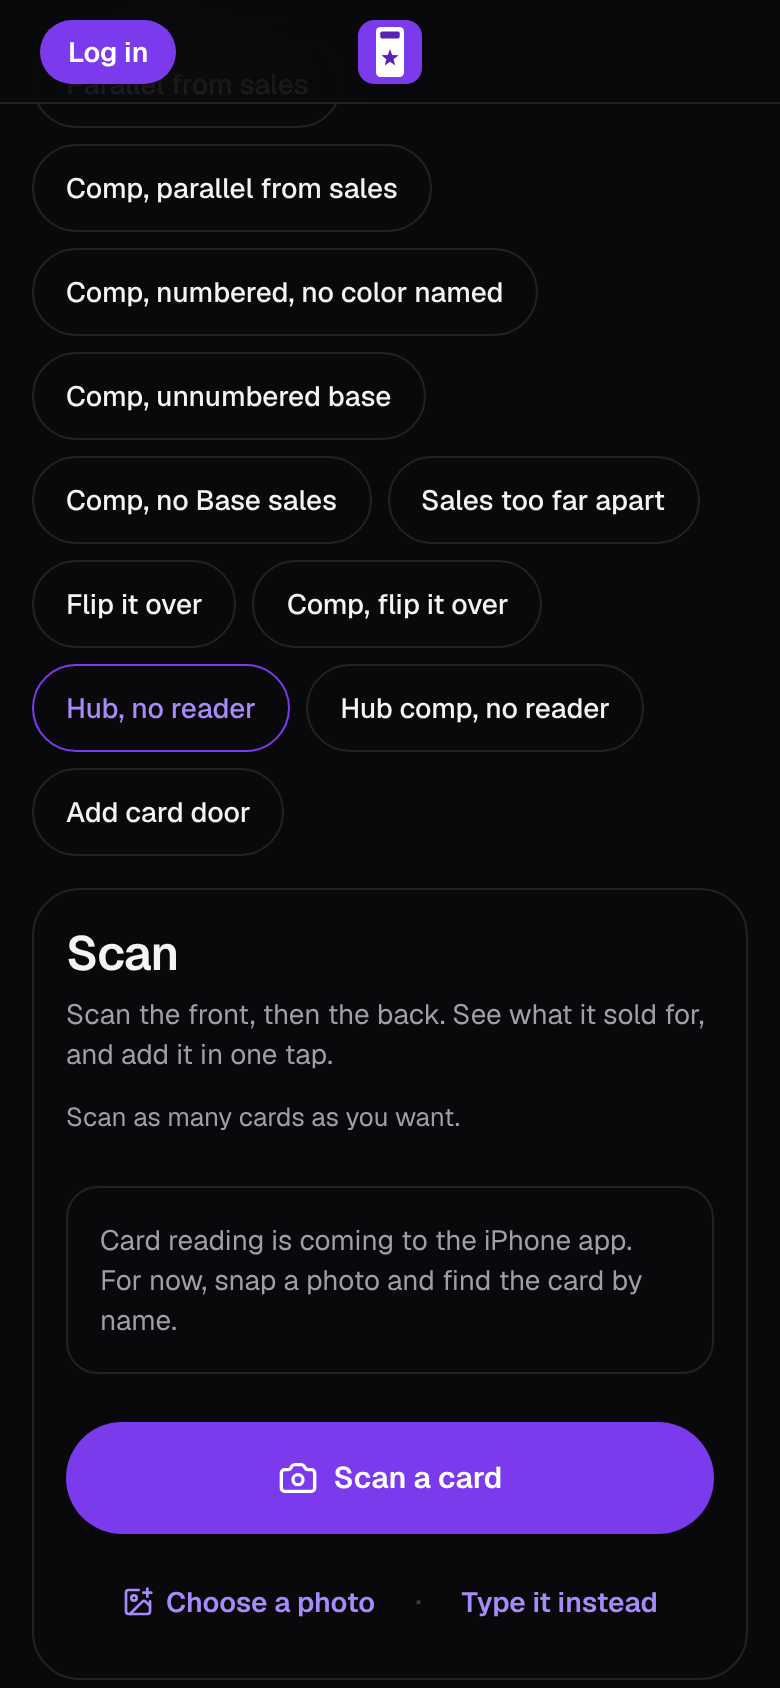 Log in
Parallel from sales
Comp, parallel from sales
Comp, numbered, no color named
Comp, unnumbered base
Comp, no Base sales
Sales too far apart
Flip it over
Comp, flip it over
Hub, no reader
Hub comp, no reader
Add card door
Scan
Scan the front, then the back. See what it sold for,
and add it in one tap.
Scan as many cards as you want.
Card reading is coming to the iPhone app.
For now, snap a photo and find the card by
name.
Scan a card
Choose a photo · Type it instead